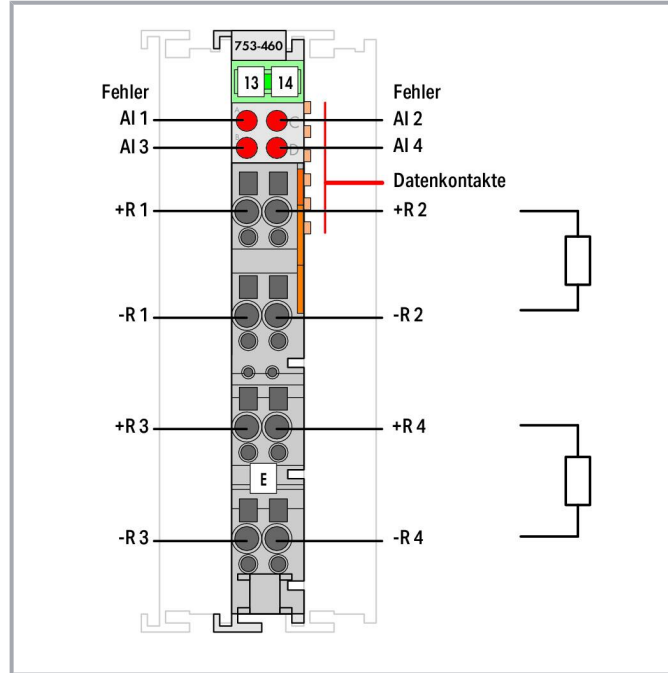 753-460
13 14
Fehler Fehler
AI 1 AI 2
A C
AI 3 AI 4
B D
Datenkontakte
+R 1 +R 2
-R 1 -R 2
+R 3 +R 4
E
-R 3 -R 4